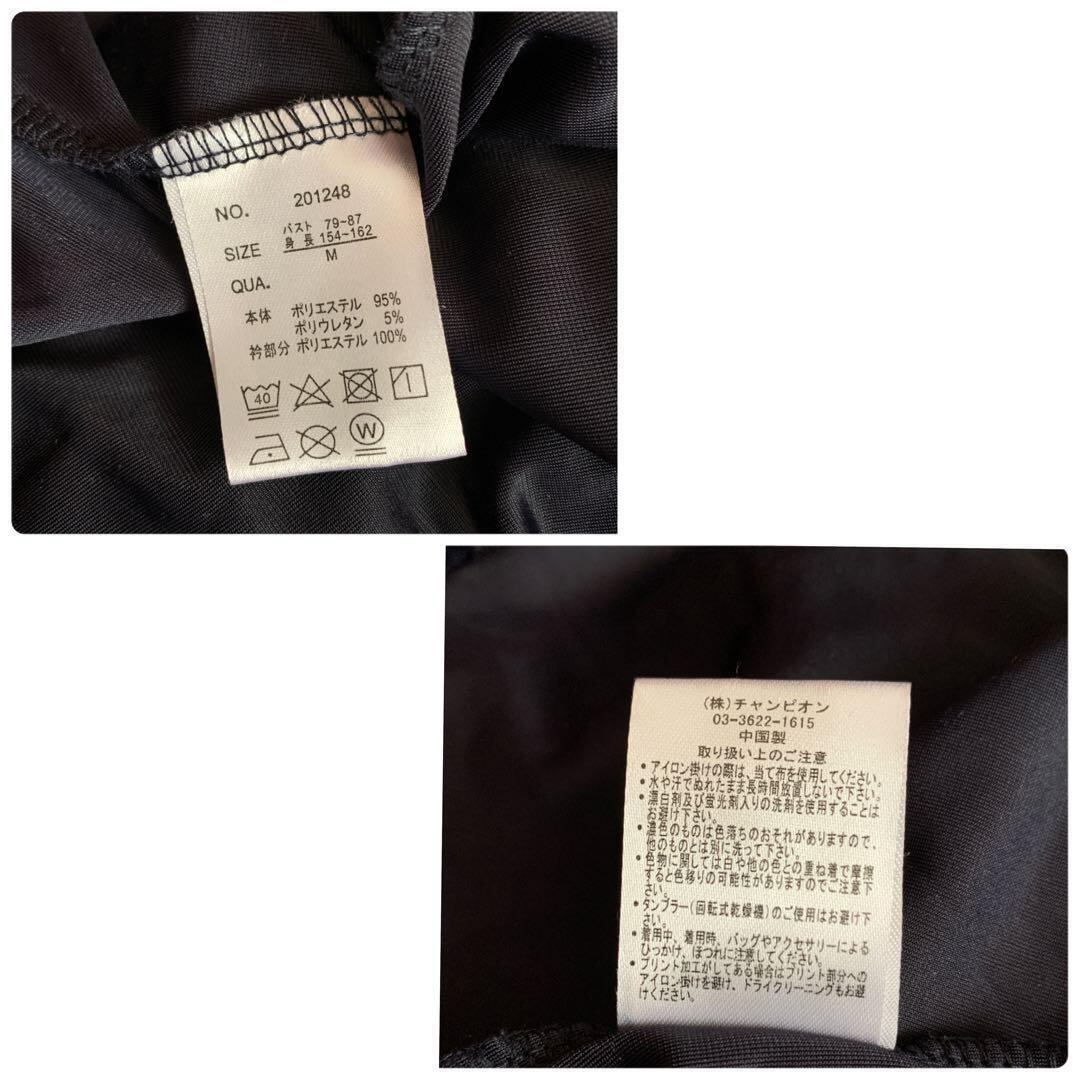 NO. 201248
SIZE バスト 79~87
身長 154~162
M
QUA.
本体 ポリエステル 95%
ポリウレタン 5%
衿部分 ポリエステル 100%
40
W
(株)チャンピオン
03-3622-1615
中国製
取り扱い上のご注意
・アイロン掛けの際は、当て布を使用してください。
・水や汗でぬれたまま長時間放置しないで下さい。
・漂白剤及び蛍光剤入りの洗剤を使用することは
お避け下さい。
・濃色のものは色落ちのおそれがありますので、
他のものとは別に洗って下さい。
・色物に関しては白や他の色との重ね着で摩擦
すると色移りの可能性がありますのでご注意下
さい。
・タンブラー(回転式乾燥機)のご使用はお避け下
さい。
・着用中、着用時、バッグやアクセサリーによる
ひっかけ、ほつれに注意してください。
・プリント加工がしてある場合はプリント部分への
アイロン掛けを避け、ドライクリーニングもお避
けください。